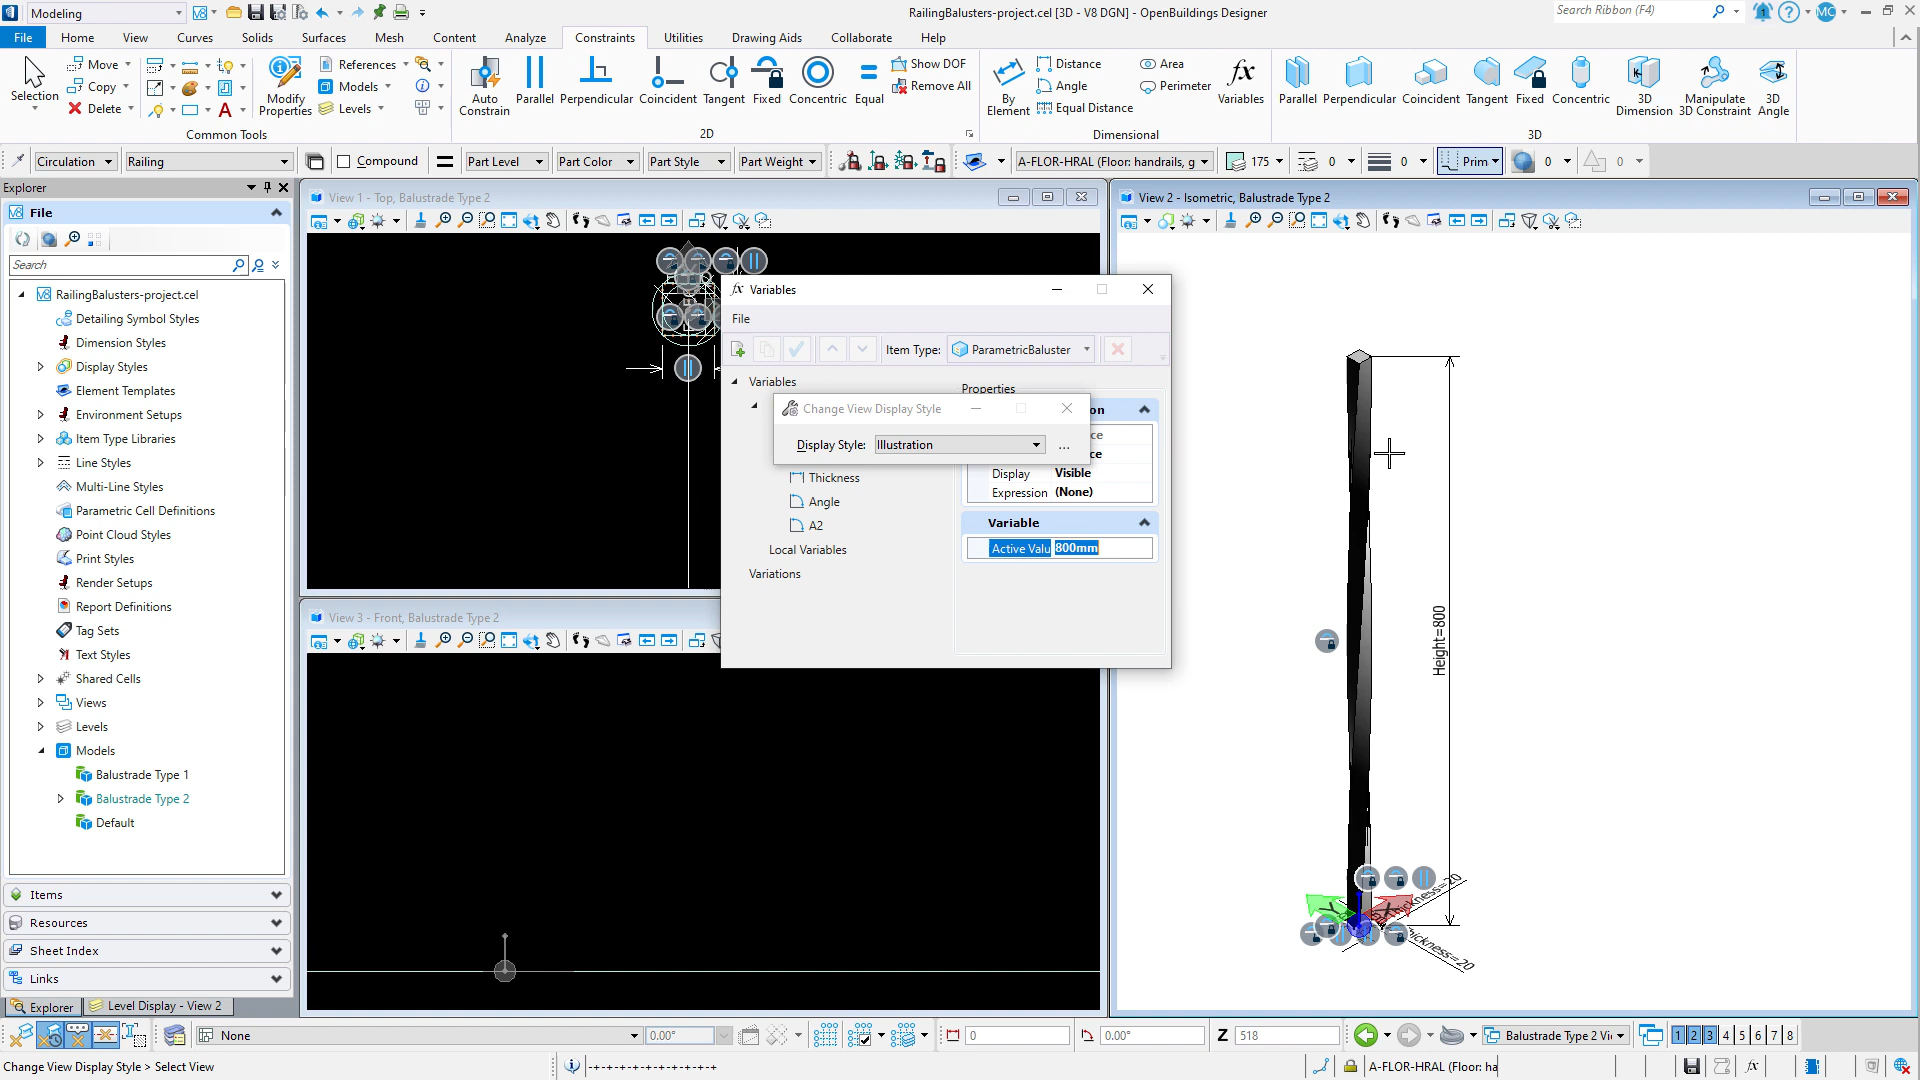 Modeling
RailingBalusters-project.cel [3D - V8 DGN] - OpenBuildings Designer
Search Ribbon (F4)
MC
File Home View Curves Solids Surfaces Mesh Content Analyze Constraints Utilities Drawing Aids Collaborate Help
Selection
Move
Copy
Delete
Modify Properties
References
Models
Levels
Common Tools
Auto Constrain
Parallel
Perpendicular
Coincident
Tangent
Fixed
Concentric
Equal
Show DOF
Remove All
2D
By Element
Distance
Angle
Equal Distance
Area
Perimeter
Variables
Dimensional
Parallel
Perpendicular
Coincident
Tangent
Fixed
Concentric
3D Dimension
Manipulate 3D Constraint
3D Angle
3D
Circulation
Railing
Compound
Part Level
Part Color
Part Style
Part Weight
A-FLOR-HRAL (Floor: handrails, g
175
0
0
Prim
0
0
Explorer
File
Search
RailingBalusters-project.cel
Detailing Symbol Styles
Dimension Styles
Display Styles
Element Templates
Environment Setups
Item Type Libraries
Line Styles
Multi-Line Styles
Parametric Cell Definitions
Point Cloud Styles
Print Styles
Render Setups
Report Definitions
Tag Sets
Text Styles
Shared Cells
Views
Levels
Models
Balustrade Type 1
Balustrade Type 2
Default
Items
Resources
Sheet Index
Links
Explorer
Level Display - View 2
View 1 - Top, Balustrade Type 2
View 3 - Front, Balustrade Type 2
View 2 - Isometric, Balustrade Type 2
fx Variables
File
Item Type: ParametricBaluster
Variables
Properties
Change View Display Style
Display Style: Illustration ...
Thickness
Angle
A2
Local Variables
Variations
Display Visible
Expression (None)
Variable
Active Valu 800mm
Height=800
Thickness=20
Y
X
None
0.00°
0
0.00°
Z 518
Balustrade Type 2 Vi
1 2 3 4 5 6 7 8
Change View Display Style > Select View
A-FLOR-HRAL (Floor: ha
fx